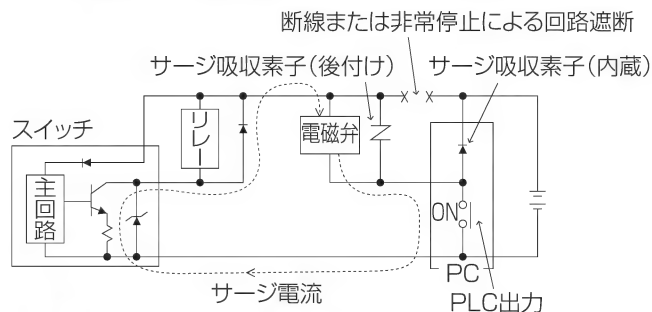 断線または非常停止による回路遮断
サージ吸収素子(後付け)
サージ吸収素子(内蔵)
スイッチ
リレー
電磁弁
主回路
ON
PC
サージ電流
PLC出力